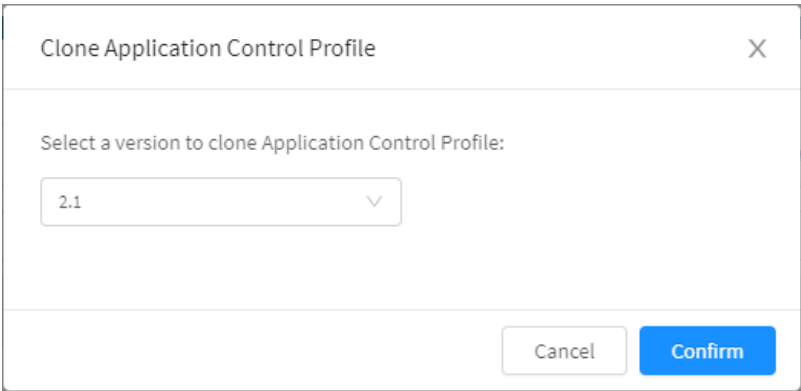 Clone Application Control Profile
Select a version to clone Application Control Profile:
2.1
Cancel
Confirm